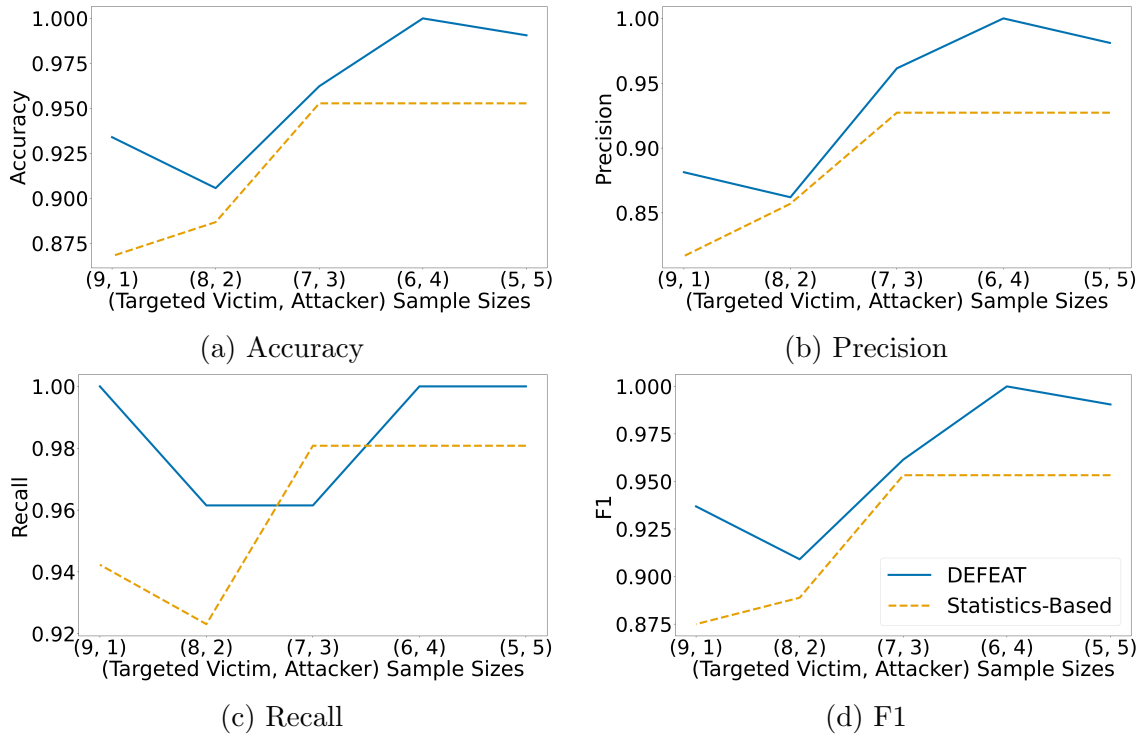 1.000
0.975
0.950
0.925
0.900
0.875
Accuracy
(9, 1) (8, 2) (7, 3) (6, 4) (5, 5)
(Targeted Victim, Attacker) Sample Sizes
(a) Accuracy
1.00
0.95
0.90
0.85
Precision
(9, 1) (8, 2) (7, 3) (6, 4) (5, 5)
(Targeted Victim, Attacker) Sample Sizes
(b) Precision
1.00
0.98
0.96
0.94
0.92
Recall
(9, 1) (8, 2) (7, 3) (6, 4) (5, 5)
(Targeted Victim, Attacker) Sample Sizes
(c) Recall
1.000
0.975
0.950
0.925
0.900
0.875
F1
DEFEAT
Statistics-Based
(9, 1) (8, 2) (7, 3) (6, 4) (5, 5)
(Targeted Victim, Attacker) Sample Sizes
(d) F1